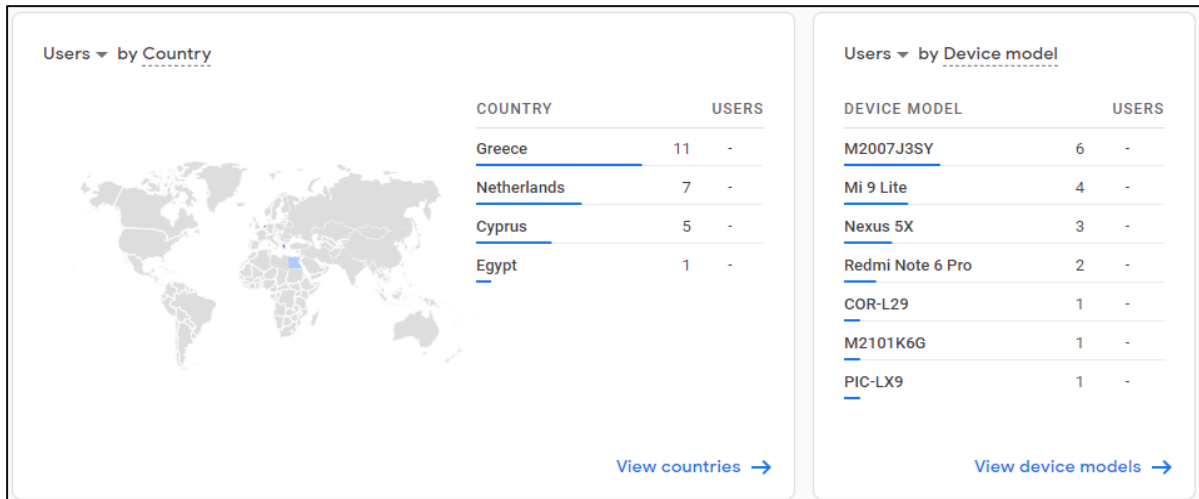 Users by Country
COUNTRY USERS
Greece 11 -
Netherlands 7 -
Cyprus 5 -
Egypt 1 -
View countries →
Users by Device model
DEVICE MODEL USERS
M2007J3SY 6 -
Mi 9 Lite 4 -
Nexus 5X 3 -
Redmi Note 6 Pro 2 -
COR-L29 1 -
M2101K6G 1 -
PIC-LX9 1 -
View device models →